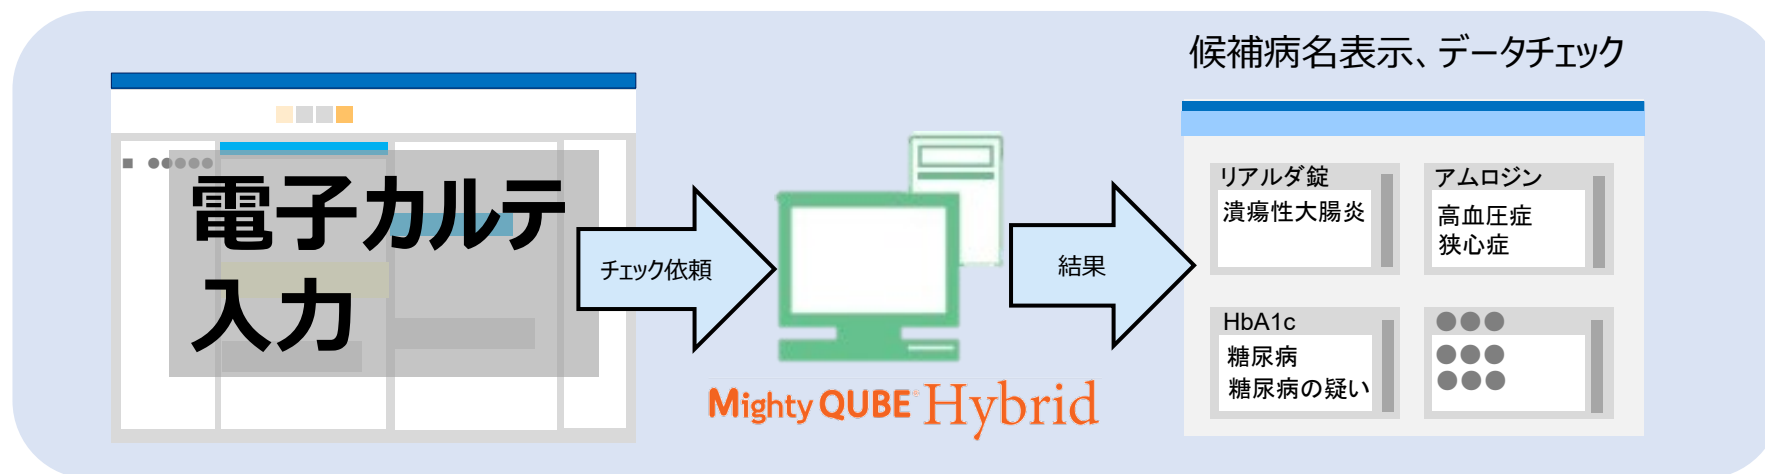 候補病名表示、データチェック
電子カルテ
入力
チェック依頼
Mighty QUBE® Hybrid
結果
リアルダ錠
潰瘍性大腸炎
アムロジン
高血圧症
狭心症
HbA1c
糖尿病
糖尿病の疑い
●●●
●●●
●●●
■ ●●●●●